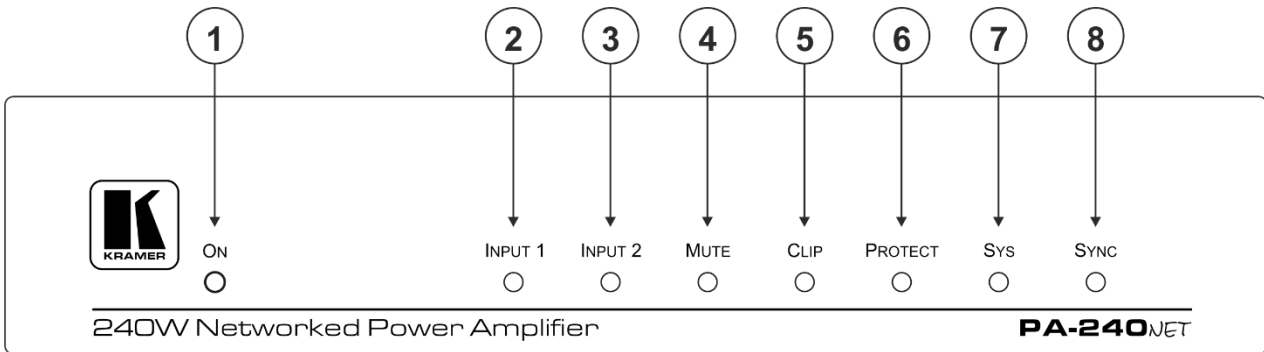 1 2 3 4 5 6 7 8
ON INPUT 1 INPUT 2 MUTE CLIP PROTECT SYS SYNC
K
KRAMER
240W Networked Power Amplifier PA-240NET